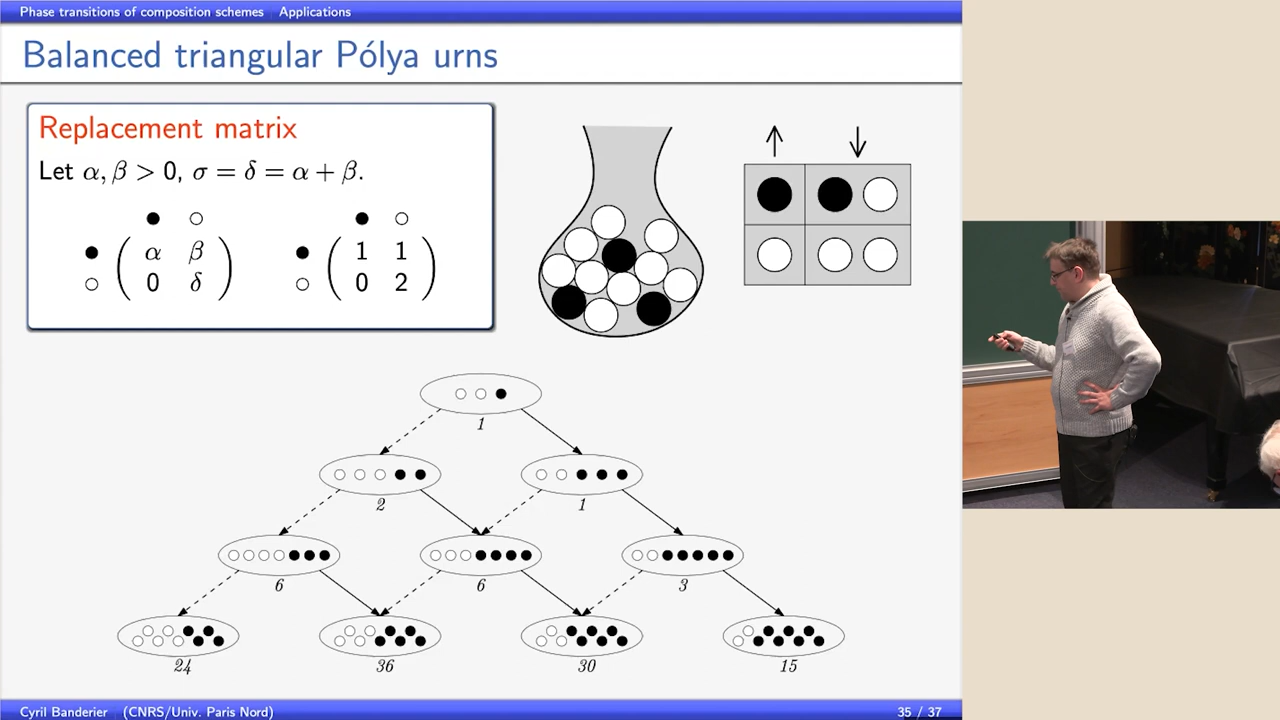 Phase transitions of composition schemes Applications
Balanced triangular Pólya urns
Replacement matrix
Let α, β > 0, σ = δ = α + β.
α β
0 δ
1 1
0 2
1
2 1
6 6 3
24 36 30 15
Cyril Banderier (CNRS/Univ. Paris Nord) 35 / 37